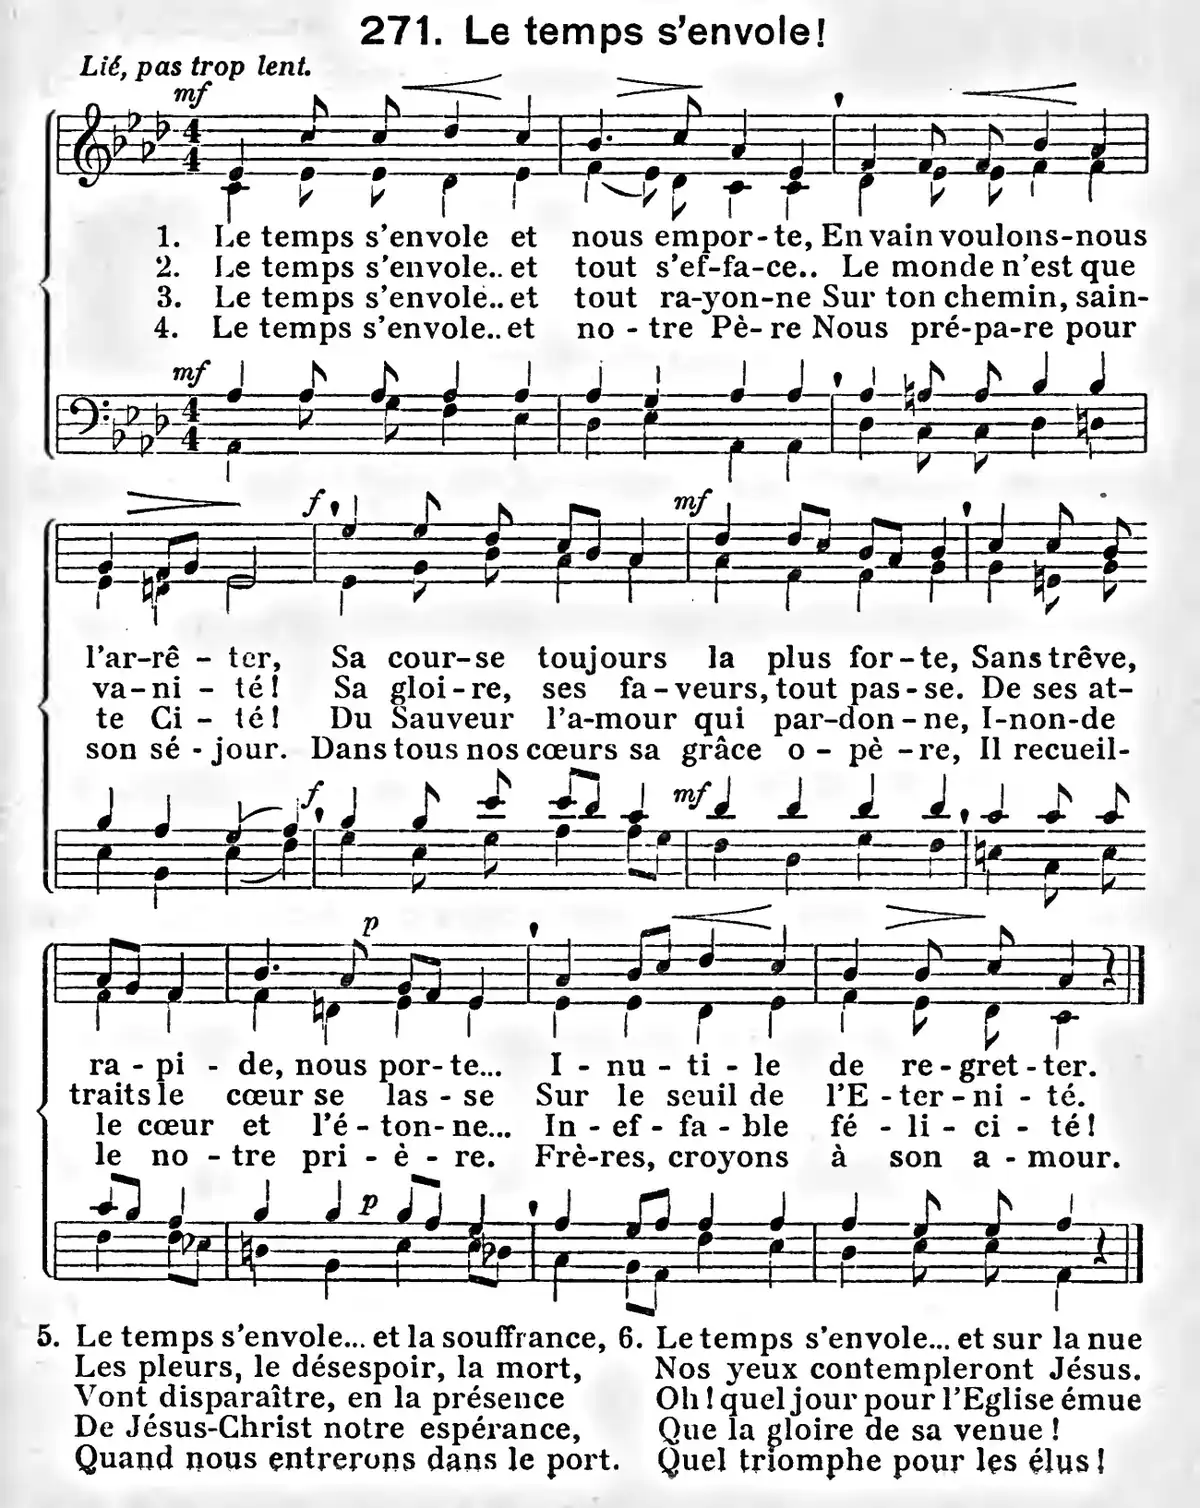 271. Le temps s'envole!
Lié, pas trop lent.
mf
4
4
1. Le temps s'envole et nous empor-te, En vain voulons-nous
2. Le temps s'envole.. et tout s'ef-fa-ce.. Le monde n'est que
3. Le temps s'envole.. et tout ra-yon-ne Sur ton chemin, sain-
4. Le temps s'envole.. et no - tre Pè- re Nous pré-pa-re pour
mf
4
4
f
mf
l'ar-rê - ter, Sa cour-se toujours la plus for-te, Sans trêve,
va-ni - té! Sa gloi-re, ses fa-veurs, tout pas-se. De ses at-
te Ci - té! Du Sauveur l'a-mour qui par-don-ne, I-non-de
son sé - jour. Dans tous nos cœurs sa grâce o - pè - re, Il recueil-
f
mf
p
ra - pi - de, nous por-te... I - nu - ti - le de re-gret-ter.
traits le cœur se las - se Sur le seuil de l'E - ter-ni - té.
le cœur et l'é - ton-ne... In - ef - fa - ble fé - li - ci - té!
le no - tre pri - è - re. Frè-res, croyons à son a - mour.
p
5. Le temps s'envole... et la souffrance,
Les pleurs, le désespoir, la mort,
Vont disparaître, en la présence
De Jésus-Christ notre espérance,
Quand nous entrerons dans le port.
6. Le temps s'envole... et sur la nue
Nos yeux contempleront Jésus.
Oh! quel jour pour l'Eglise émue
Que la gloire de sa venue!
Quel triomphe pour les élus!